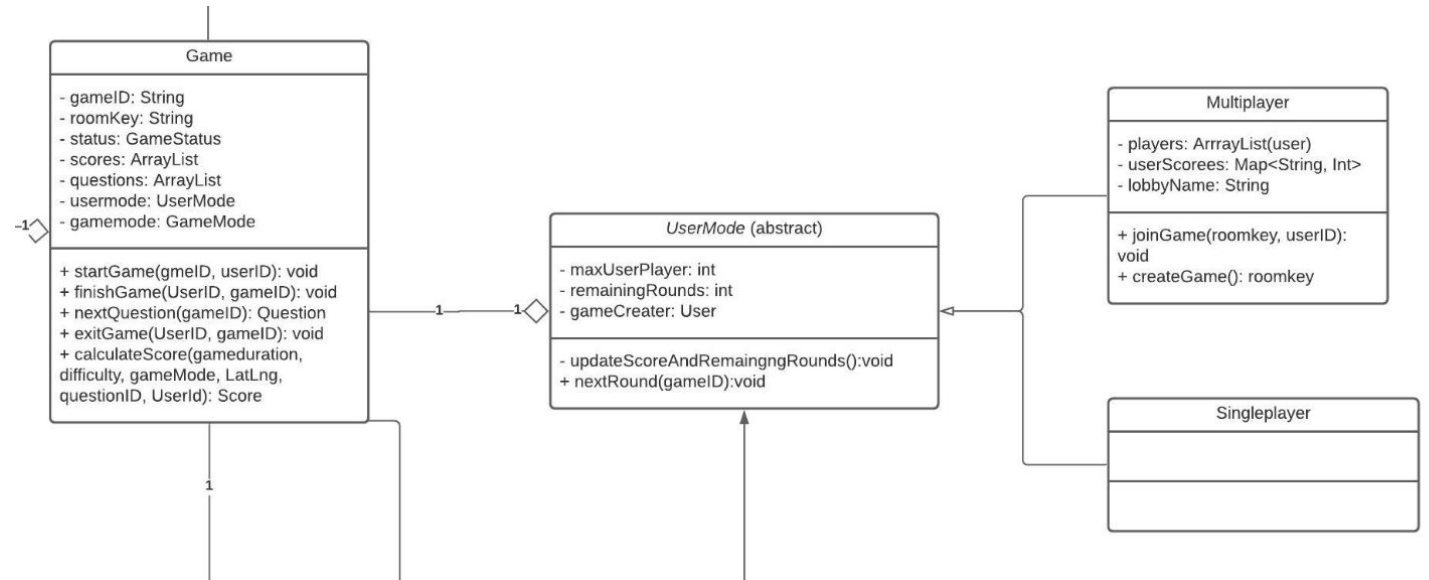 Game
- gameID: String
- roomKey: String
- status: GameStatus
- scores: ArrayList
- questions: ArrayList
- usermode: UserMode
- gamemode: GameMode
+ startGame(gmeID, userID): void
+ finishGame(UserID, gameID): void
+ nextQuestion(gameID): Question
+ exitGame(UserID, gameID): void
+ calculateScore(gameduration,
difficulty, gameMode, LatLng,
questionID, UserId): Score
1
1
1
1
UserMode (abstract)
- maxUserPlayer: int
- remainingRounds: int
- gameCreater: User
- updateScoreAndRemaingngRounds():void
+ nextRound(gameID):void
Multiplayer
- players: ArrrayList(user)
- userScorees: Map<String, Int>
- lobbyName: String
+ joinGame(roomkey, userID):
void
+ createGame(): roomkey
Singleplayer